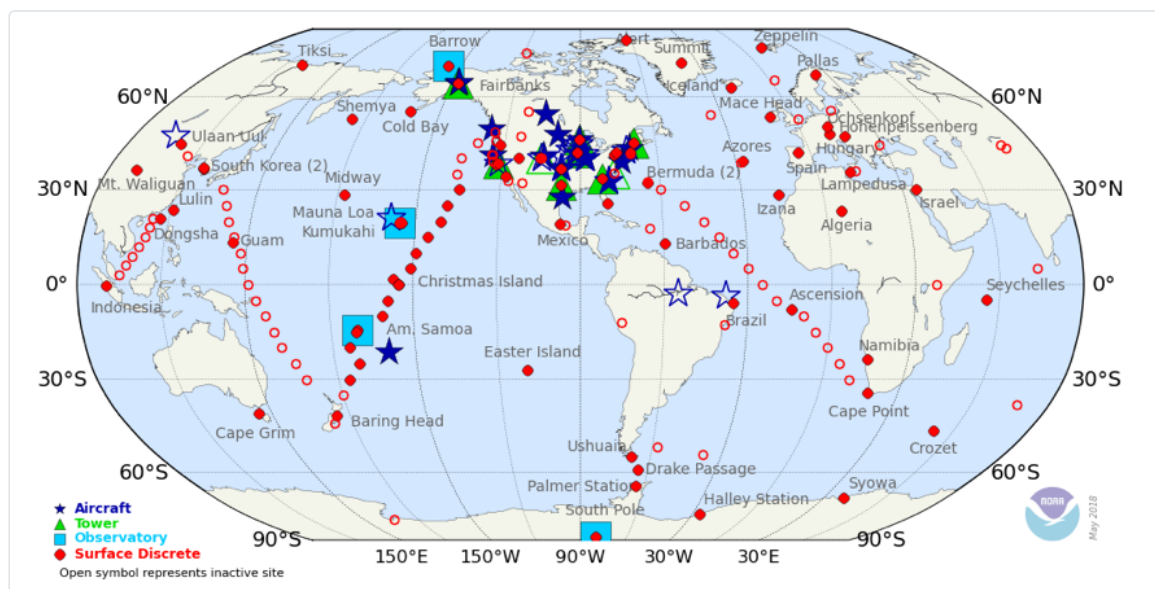 Zeppelin
Barrow
Alert
Tiksi
Summit
Pallas
60°N
Fairbanks
Iceland
60°N
Shemya
Mace Head
Ochsenkopf
Cold Bay
Hohenpeissenberg
Ulaan Uul
Azores
Hungary
South Korea (2)
Spain
Mt. Waliguan
Midway
Bermuda (2)
Lampedusa
30°N
30°N
Lulin
Israel
Mauna Loa
Izana
Dongsha
Kumukahi
Algeria
Guam
Mexico
Barbados
0°
Christmas Island
Seychelles
0°
Indonesia
Ascension
Am. Samoa
Brazil
Easter Island
Namibia
30°S
30°S
Cape Point
Baring Head
Cape Grim
Ushuaia
Crozet
60°S
Drake Passage
60°S
Palmer Station
Syowa
Halley Station
South Pole
Aircraft
Tower
Observatory
Surface Discrete
Open symbol represents inactive site
90°S
150°E
150°W
90°W
30°W
30°E
90°S
NOAA
May 2018